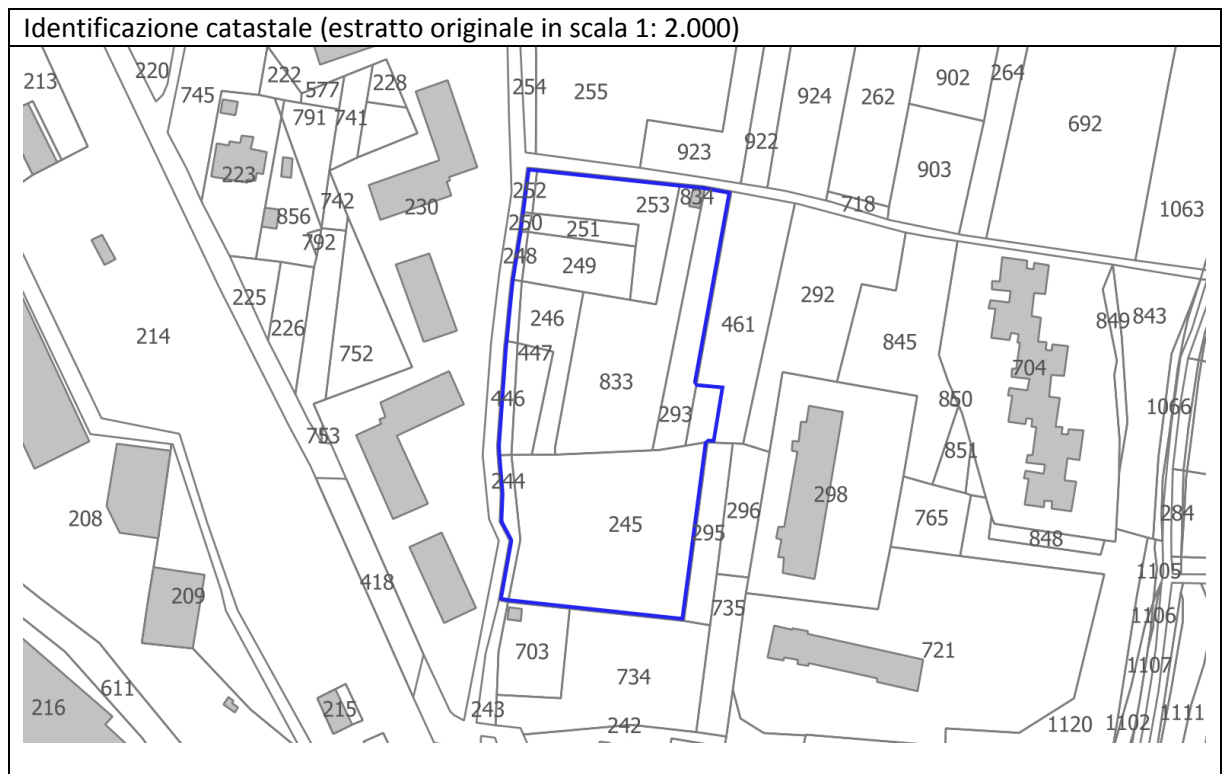 Identificazione catastale (estratto originale in scala 1: 2.000)
213 220 222 577 228 254 255 902 264
745 791 741 924 262 692
923 922 903
223 252 834 253 718 1063
856 742 230 250 251
792 248 249
225 226 246 461 292 849 843
214 752 447 833 845 704
446 293 850 1066
753 851
244 245 295 296 298 765 284
208 848
418 1105
209 735 1106
703 721 1107
611 734
216 215 243 242 1120 1102 1111